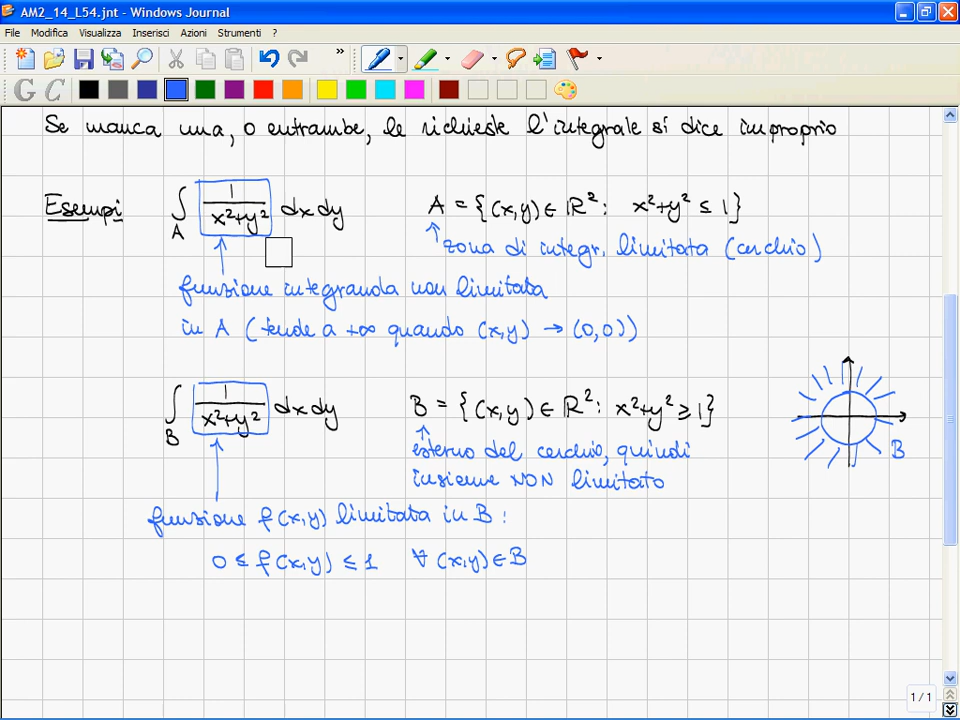 AM2_14_L54.jnt - Windows Journal
File Modifica Visualizza Inserisci Azioni Strumenti ?
G C
Se manca una, o entrambe, le richieste l'integrale si dice improprio
Esempi ∫_A 1/(x²+y²) dx dy A = {(x,y) ∈ ℝ² : x²+y² ≤ 1}
zona di integr. limitata (cerchio)
funzione integranda non limitata
in A (tende a +∞ quando (x,y) → (0,0))
∫_B 1/(x²+y²) dx dy B = {(x,y) ∈ ℝ² : x²+y² ≥ 1}
esterno del cerchio, quindi
insieme NON limitato
B
funzione f(x,y) limitata in B :
0 ≤ f(x,y) ≤ 1 ∀ (x,y) ∈ B
1 / 1